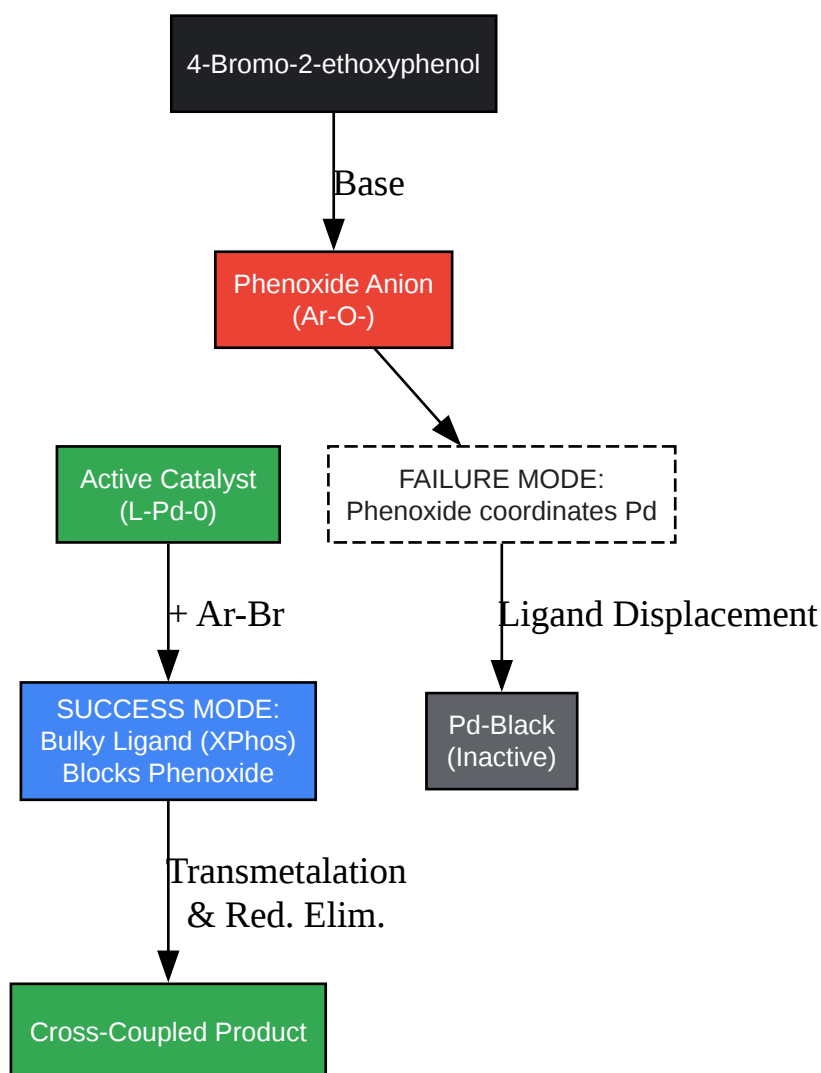 4-Bromo-2-ethoxyphenol
Base
Phenoxide Anion
(Ar-O-)
Active Catalyst
(L-Pd-0)
FAILURE MODE:
Phenoxide coordinates Pd
+ Ar-Br
Ligand Displacement
SUCCESS MODE:
Bulky Ligand (XPhos)
Blocks Phenoxide
Pd-Black
(Inactive)
Transmetalation
& Red. Elim.
Cross-Coupled Product